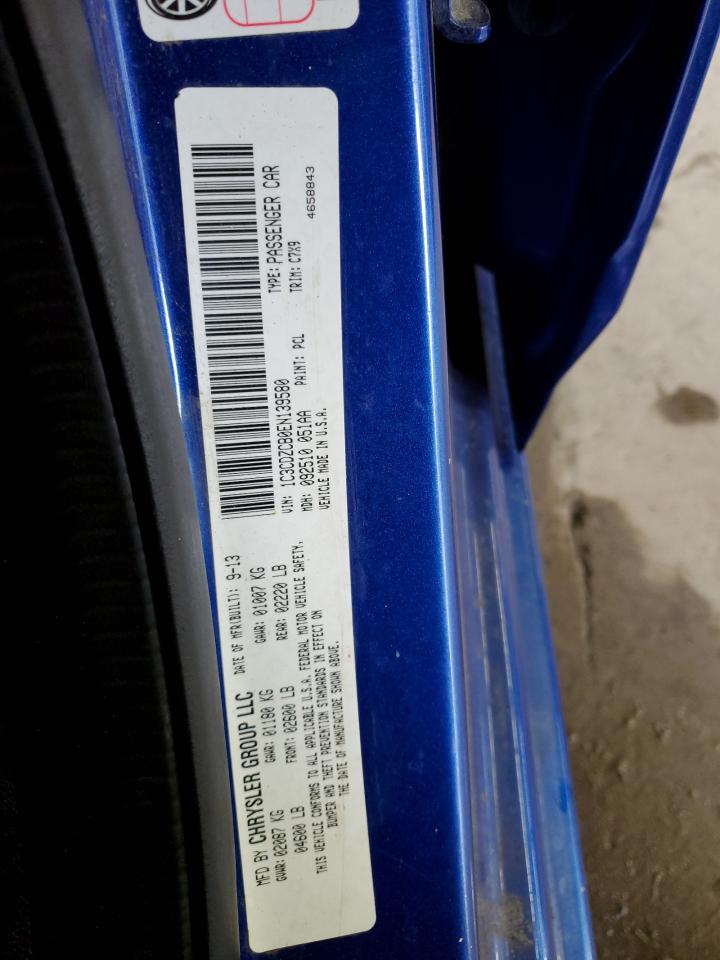 MFD BY CHRYSLER GROUP LLC DATE OF MFR(BUILT): 9-13
GVWR: 02087 KG GAWR: 01180 KG GAWR: 01007 KG
04600 LB FRONT: 02600 LB REAR: 02220 LB
THIS VEHICLE CONFORMS TO ALL APPLICABLE U.S.A. FEDERAL MOTOR VEHICLE SAFETY,
BUMPER AND THEFT PREVENTION STANDARDS IN EFFECT ON
THE DATE OF MANUFACTURE SHOWN ABOVE.
VIN: 1C3CDZCB0EN139580 TYPE: PASSENGER CAR
MDH: 092510 051AA PAINT: PCL TRIM: C7X9
VEHICLE MADE IN U.S.A. 4658843